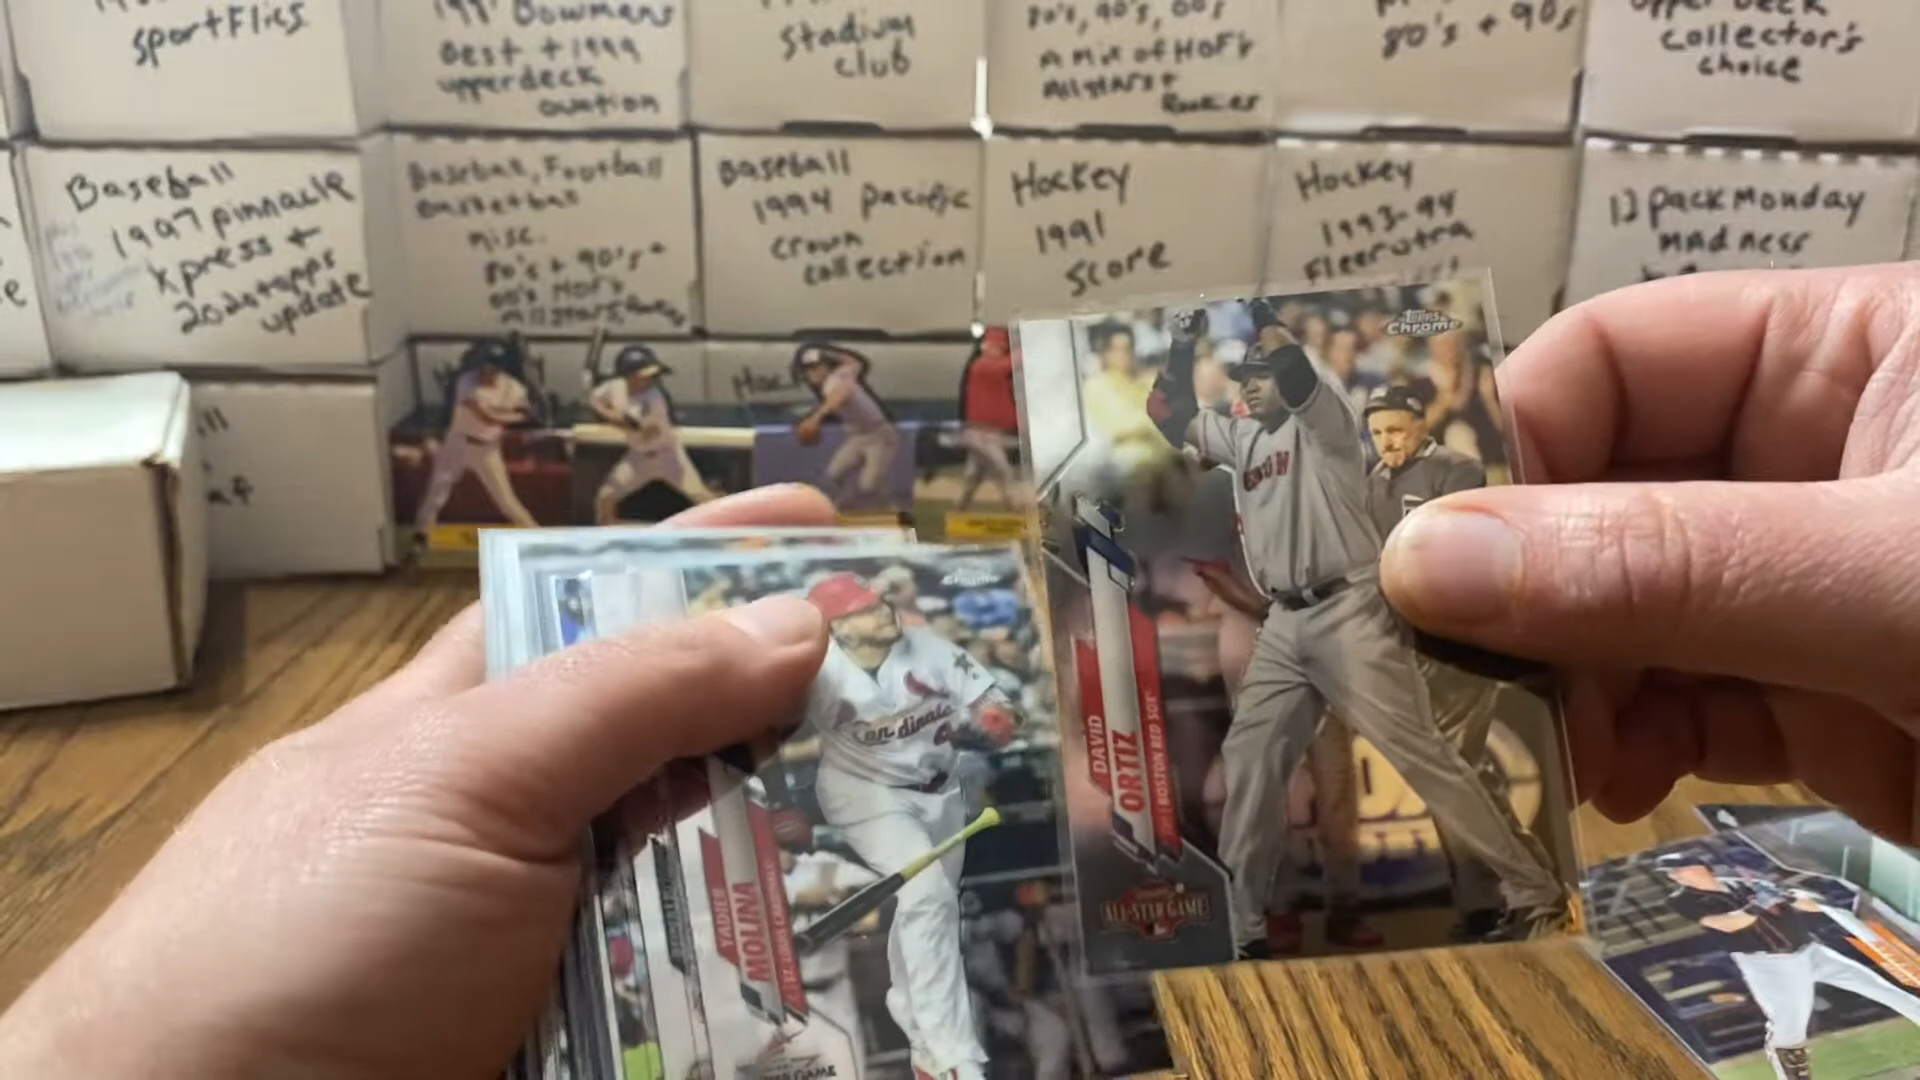 sportFlics
Bowmans
Best + 1999
upperdeck
ovation
Stadium
club
80's, 90's, 00's
A mix of HOF's
Allstars +
Rookies
80's + 90s
upper Deck
collector's
choice
Baseball
1997 pinnacle
Xpress +
2020 topps
update
Baseball, Football
Basketball
misc.
80's + 90's +
00's HOF's
Allstars, Rookies
Baseball
1994 Pacific
crown
collection
Hockey
1991
Score
Hockey
1993-94
Fleer ultra
12 pack Monday
madness
Topps
Chrome
DAVID
ORTIZ
BOSTON RED SOX
ALL-STAR GAME
Chrome
Cardinals
YADIER
MOLINA
ST. LOUIS CARDINALS
GAME